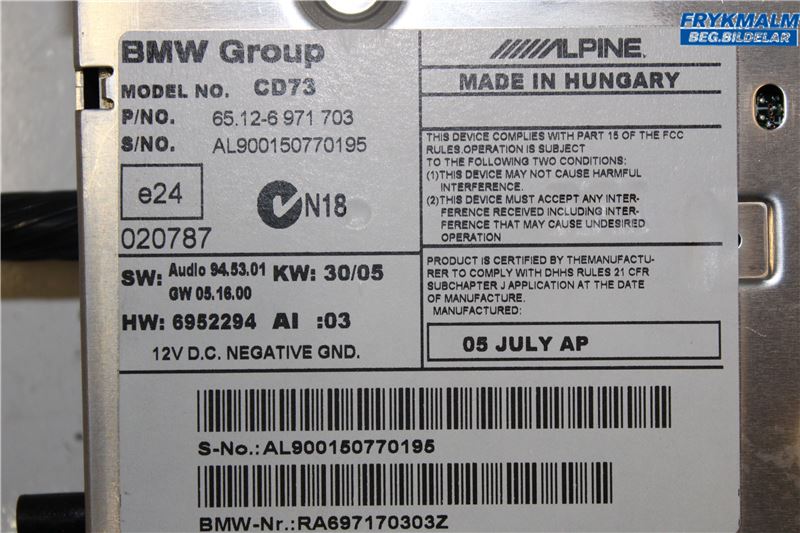 FRYKMALM
BEG.BILDELAR
BMW Group
MODEL NO. CD73
P/NO. 65.12-6 971 703
S/NO. AL900150770195
e24
N18
020787
SW: Audio 94.53.01 KW: 30/05
GW 05.16.00
HW: 6952294 AI :03
12V D.C. NEGATIVE GND.
ALPINE
MADE IN HUNGARY
THIS DEVICE COMPLIES WITH PART 15 OF THE FCC
RULES.OPERATION IS SUBJECT
TO THE FOLLOWING TWO CONDITIONS:
(1)THIS DEVICE MAY NOT CAUSE HARMFUL
INTERFERENCE.
(2)THIS DEVICE MUST ACCEPT ANY INTER-
FERENCE RECEIVED INCLUDING INTER-
FERENCE THAT MAY CAUSE UNDESIRED
OPERATION
PRODUCT IS CERTIFIED BY THEMANUFACTU-
RER TO COMPLY WITH DHHS RULES 21 CFR
SUBCHAPTER J APPLICATION AT THE DATE
OF MANUFACTURE.
MANUFACTURED:
05 JULY AP
S-No.:AL900150770195
BMW-Nr.:RA697170303Z